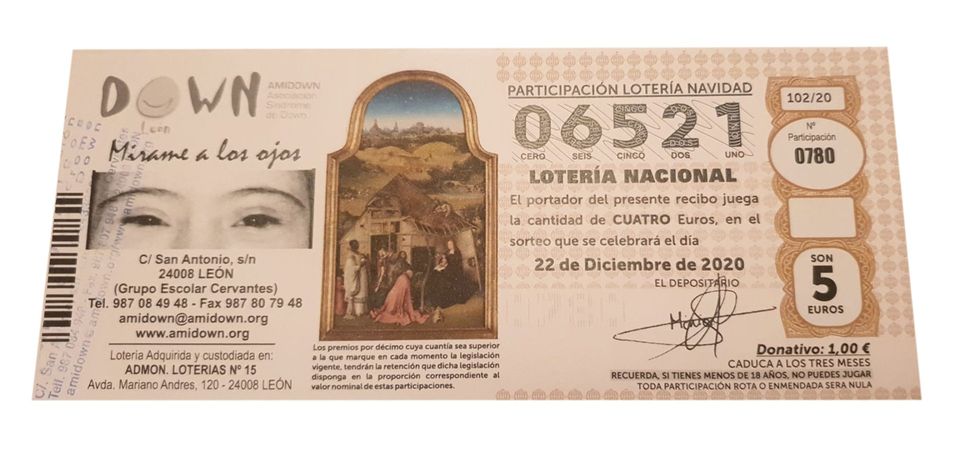 DOWN
León
AMIDOWN
Asociación
Síndrome
de Down
Mírame a los ojos
C/ San Antonio, s/n
24008 LEÓN
(Grupo Escolar Cervantes)
Tel. 987 08 49 48 - Fax 987 80 79 48
amidown@amidown.org
www.amidown.org
Lotería Adquirida y custodiada en:
ADMON. LOTERIAS Nº 15
Avda. Mariano Andres, 120 - 24008 LEÓN
Los premios por décimo cuya cuantía sea superior
a la que marque en cada momento la legislación
vigente, tendrán la retención que dicha legislación
disponga en la proporción correspondiente al
valor nominal de estas participaciones.
PARTICIPACIÓN LOTERÍA NAVIDAD
06521
CERO SEIS CINCO DOS UNO
LOTERÍA NACIONAL
El portador del presente recibo juega
la cantidad de CUATRO Euros, en el
sorteo que se celebrará el día
22 de Diciembre de 2020
EL DEPOSITARIO
102/20
Nº
Participación
0780
SON
5
EUROS
Donativo: 1,00 €
CADUCA A LOS TRES MESES
RECUERDA, SI TIENES MENOS DE 18 AÑOS, NO PUEDES JUGAR
TODA PARTICIPACIÓN ROTA O ENMENDADA SERA NULA